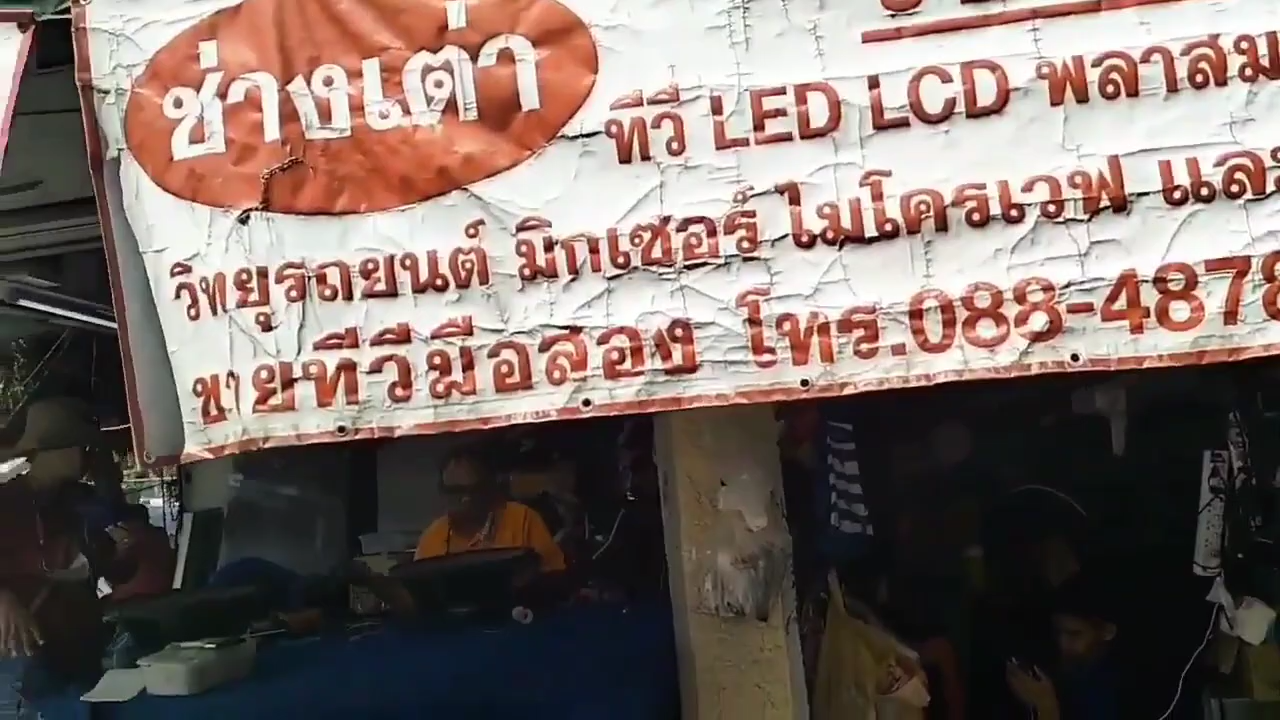 ช่างเต่า
ทีวี LED LCD พลาสม
วิทยุรถยนต์ มิกเซอร์ ไมโครเวฟ และ
ขายทีวีมือสอง โทร.088-4878